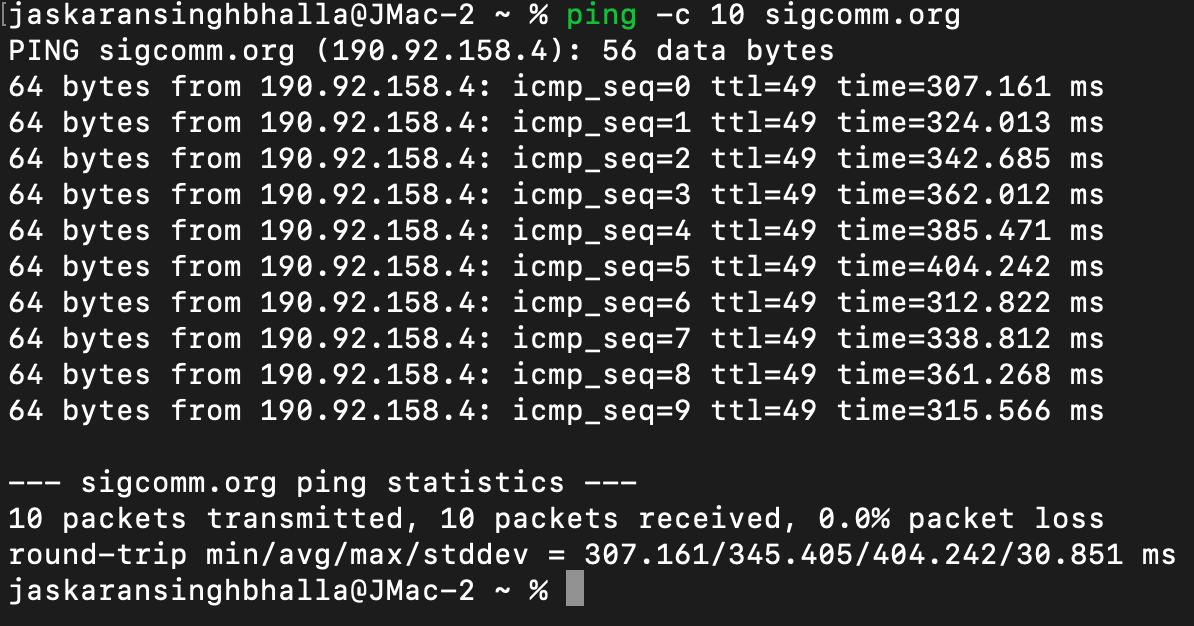 [jaskaransinghbhalla@JMac-2 ~ % ping -c 10 sigcomm.org
PING sigcomm.org (190.92.158.4): 56 data bytes
64 bytes from 190.92.158.4: icmp_seq=0 ttl=49 time=307.161 ms
64 bytes from 190.92.158.4: icmp_seq=1 ttl=49 time=324.013 ms
64 bytes from 190.92.158.4: icmp_seq=2 ttl=49 time=342.685 ms
64 bytes from 190.92.158.4: icmp_seq=3 ttl=49 time=362.012 ms
64 bytes from 190.92.158.4: icmp_seq=4 ttl=49 time=385.471 ms
64 bytes from 190.92.158.4: icmp_seq=5 ttl=49 time=404.242 ms
64 bytes from 190.92.158.4: icmp_seq=6 ttl=49 time=312.822 ms
64 bytes from 190.92.158.4: icmp_seq=7 ttl=49 time=338.812 ms
64 bytes from 190.92.158.4: icmp_seq=8 ttl=49 time=361.268 ms
64 bytes from 190.92.158.4: icmp_seq=9 ttl=49 time=315.566 ms
--- sigcomm.org ping statistics ---
10 packets transmitted, 10 packets received, 0.0% packet loss
round-trip min/avg/max/stddev = 307.161/345.405/404.242/30.851 ms
jaskaransinghbhalla@JMac-2 ~ %